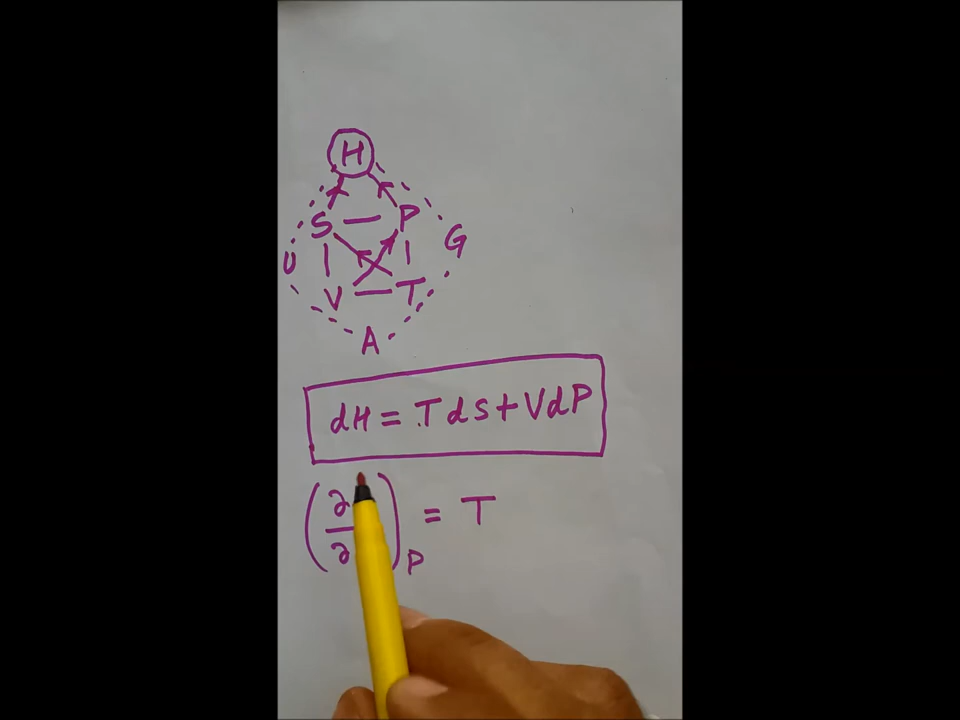 H
S — P
U G
V — T
A
dH = TdS + VdP
(∂ / ∂ )P = T